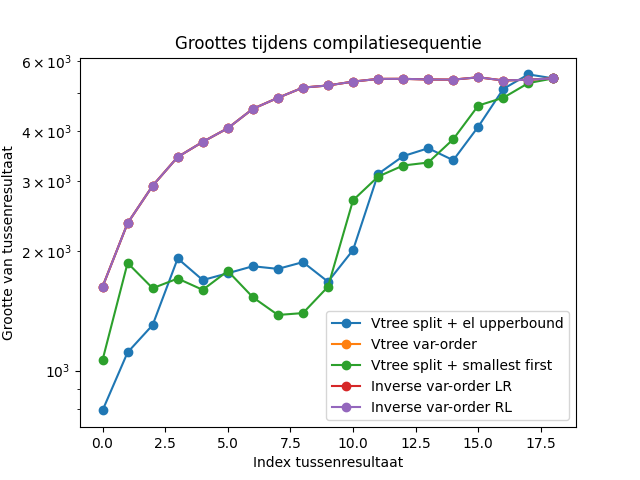 Groottes tijdens compilatiesequentie
Grootte van tussenresultaat
6 × 10³
4 × 10³
3 × 10³
2 × 10³
10³
0.0 2.5 5.0 7.5 10.0 12.5 15.0 17.5
Index tussenresultaat
Vtree split + el upperbound
Vtree var-order
Vtree split + smallest first
Inverse var-order LR
Inverse var-order RL